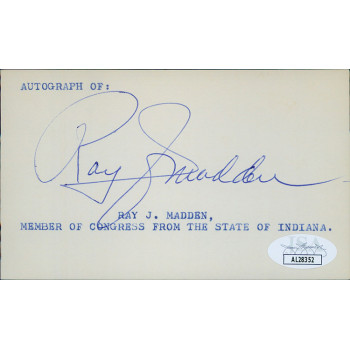 AUTOGRAPH OF:
Ray J Madden
RAY J. MADDEN,
MEMBER OF CONGRESS FROM THE STATE OF INDIANA.
AL28352